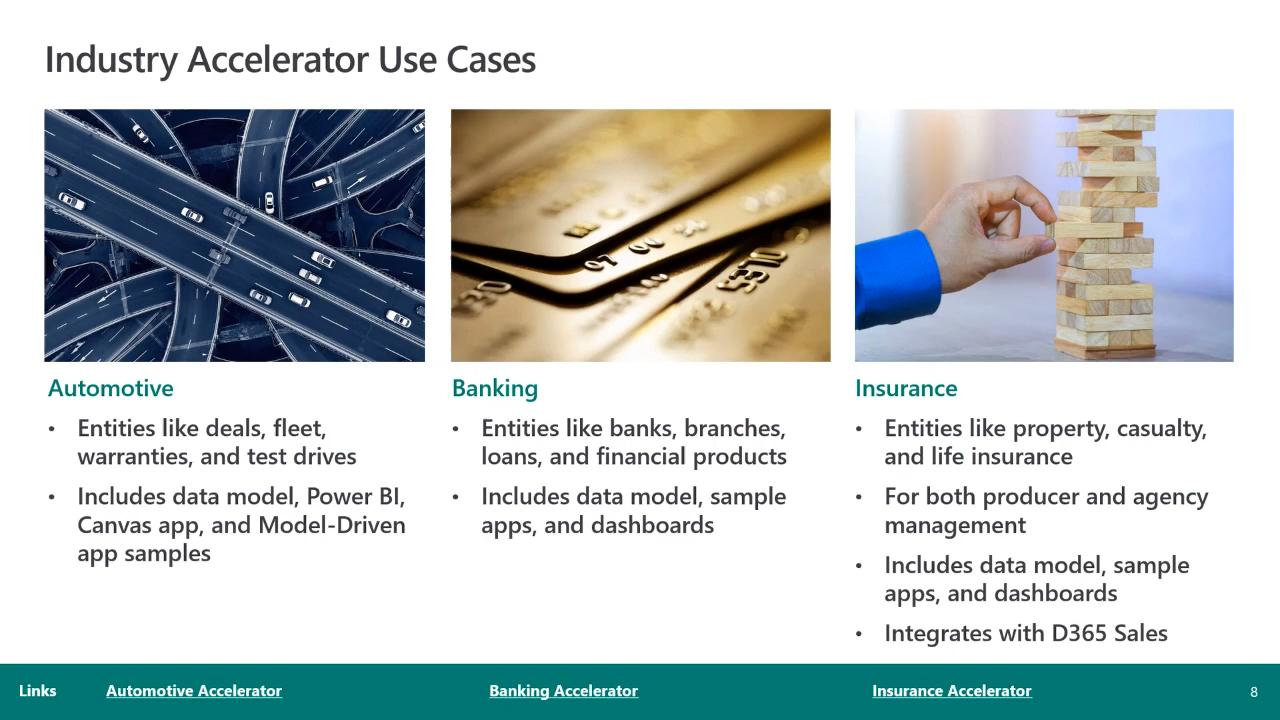 Industry Accelerator Use Cases
Automotive
• Entities like deals, fleet,
warranties, and test drives
• Includes data model, Power BI,
Canvas app, and Model-Driven
app samples
Banking
• Entities like banks, branches,
loans, and financial products
• Includes data model, sample
apps, and dashboards
Insurance
• Entities like property, casualty,
and life insurance
• For both producer and agency
management
• Includes data model, sample
apps, and dashboards
• Integrates with D365 Sales
Links
Automotive Accelerator
Banking Accelerator
Insurance Accelerator
8